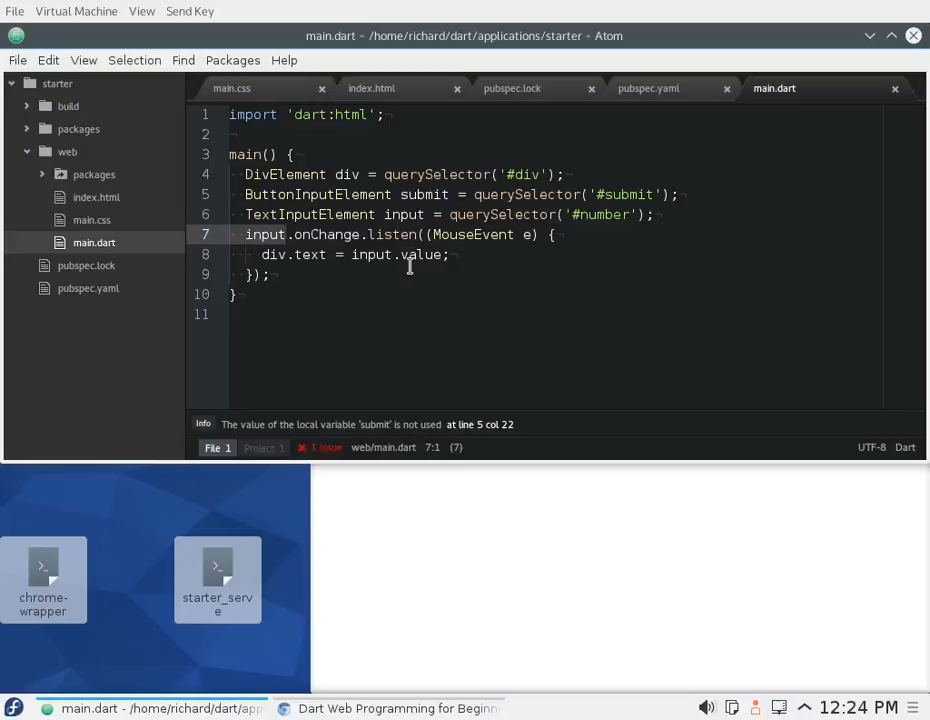 File Virtual Machine View Send Key
main.dart - /home/richard/dart/applications/starter - Atom
File Edit View Selection Find Packages Help
starter
build
packages
web
packages
index.html
main.css
main.dart
pubspec.lock
pubspec.yaml
main.css index.html pubspec.lock pubspec.yaml main.dart
1 import 'dart:html';
2
3 main() {
4 DivElement div = querySelector('#div');
5 ButtonInputElement submit = querySelector('#submit');
6 TextInputElement input = querySelector('#number');
7 input.onChange.listen((MouseEvent e) {
8 div.text = input.value;
9 });
10 }
11
Info The value of the local variable 'submit' is not used at line 5 col 22
File 1 Project 1 1 Issue web/main.dart 7:1 (7) UTF-8 Dart
chrome-
wrapper
starter_serv
e
main.dart - /home/richard/dart/app Dart Web Programming for Beginn 12:24 PM